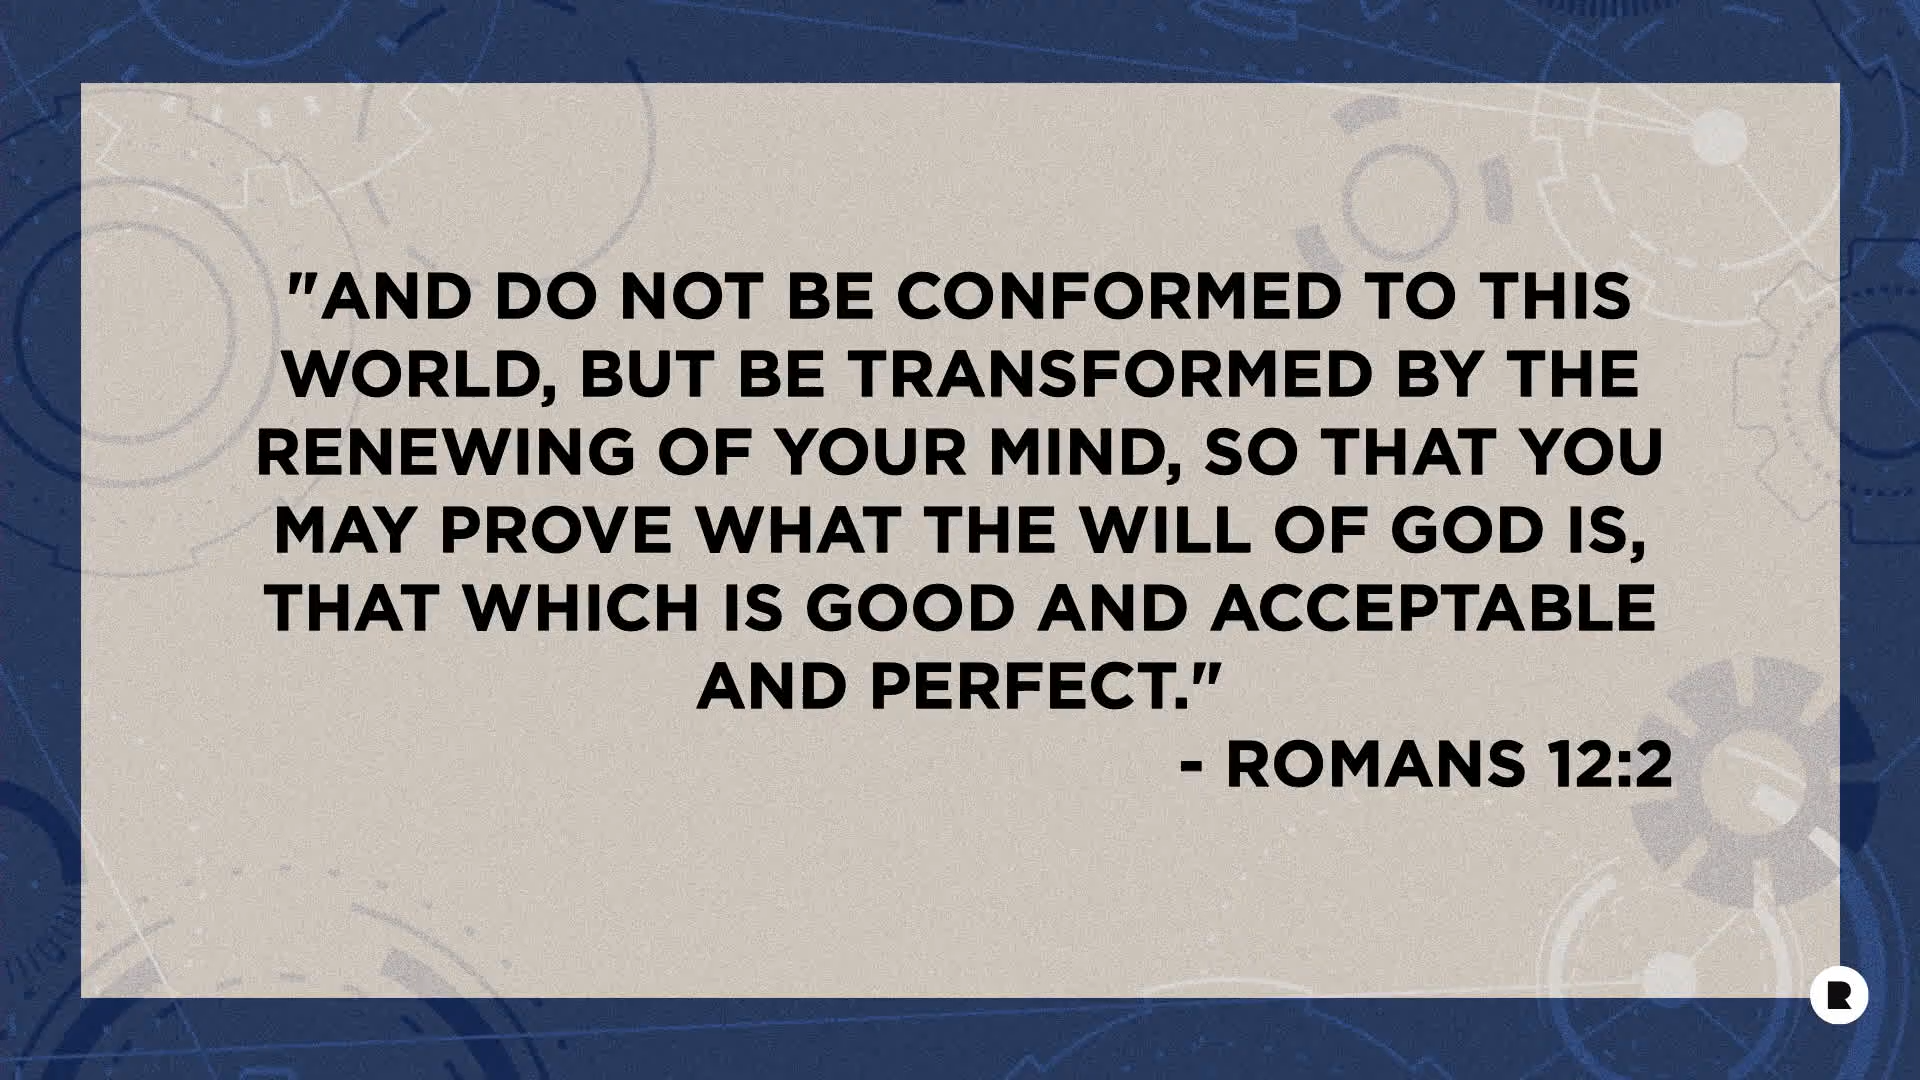 "AND DO NOT BE CONFORMED TO THIS
WORLD, BUT BE TRANSFORMED BY THE
RENEWING OF YOUR MIND, SO THAT YOU
MAY PROVE WHAT THE WILL OF GOD IS,
THAT WHICH IS GOOD AND ACCEPTABLE
AND PERFECT."
- ROMANS 12:2
R